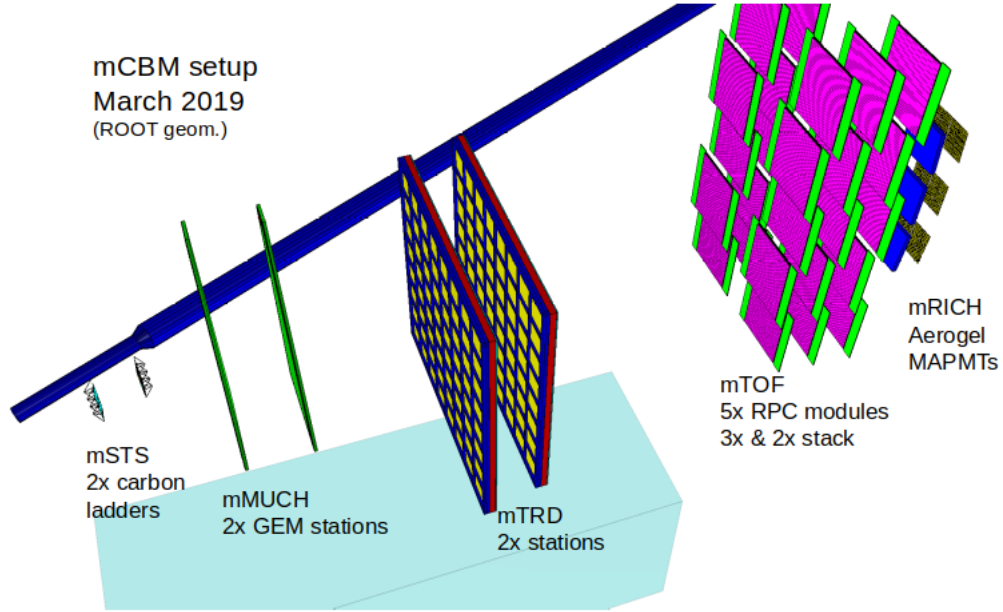 mCBM setup
March 2019
(ROOT geom.)
mSTS
2x carbon
ladders
mMUCH
2x GEM stations
mTRD
2x stations
mTOF
5x RPC modules
3x & 2x stack
mRICH
Aerogel
MAPMTs